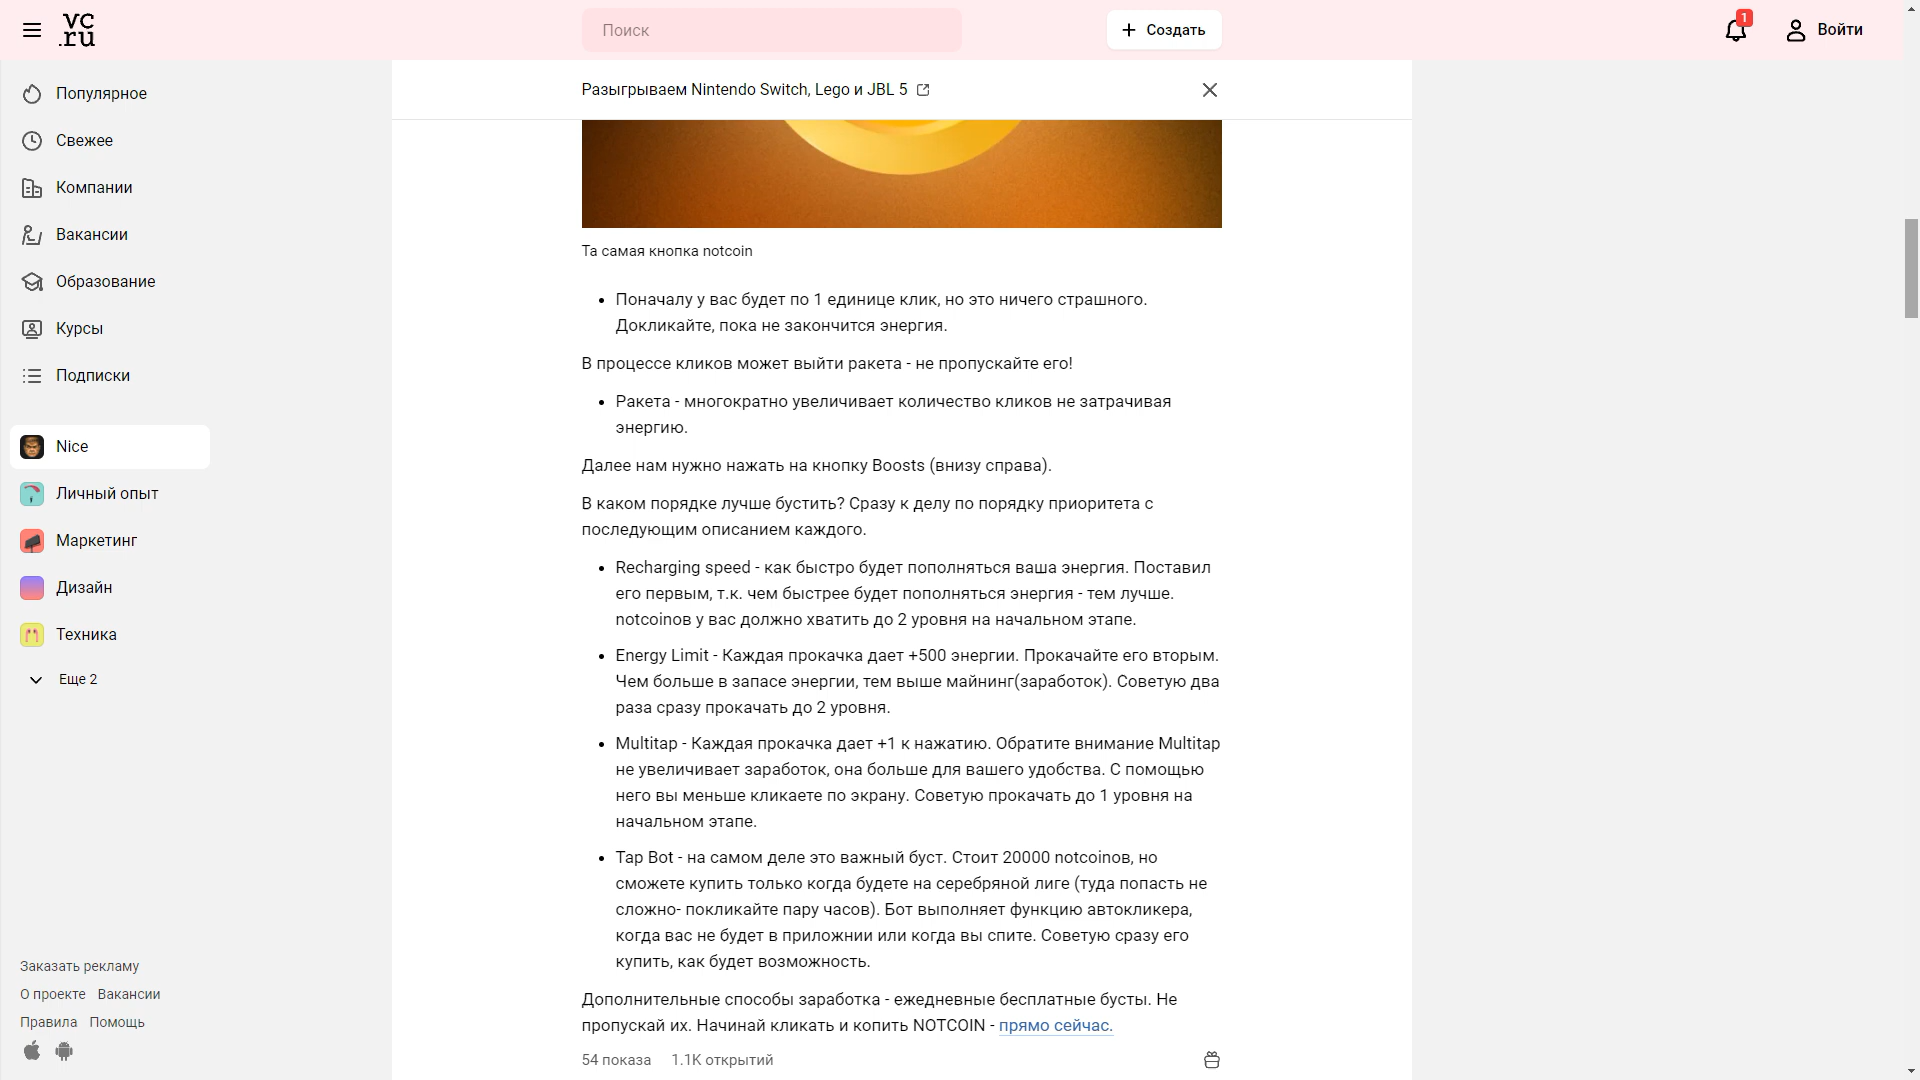 vc
.ru
Поиск
Создать
1
Войти
Популярное
Свежее
Компании
Вакансии
Образование
Курсы
Подписки
Nice
Личный опыт
Маркетинг
Дизайн
Техника
Еще 2
Заказать рекламу
О проекте Вакансии
Правила Помощь
Разыгрываем Nintendo Switch, Lego и JBL 5
Та самая кнопка notcoin
• Поначалу у вас будет по 1 единице клик, но это ничего страшного.
Докликайте, пока не закончится энергия.
В процессе кликов может выйти ракета - не пропускайте его!
• Ракета - многократно увеличивает количество кликов не затрачивая
энергию.
Далее нам нужно нажать на кнопку Boosts (внизу справа).
В каком порядке лучше бустить? Сразу к делу по порядку приоритета с
последующим описанием каждого.
• Recharging speed - как быстро будет пополняться ваша энергия. Поставил
его первым, т.к. чем быстрее будет пополняться энергия - тем лучше.
notcoinов у вас должно хватить до 2 уровня на начальном этапе.
• Energy Limit - Каждая прокачка дает +500 энергии. Прокачайте его вторым.
Чем больше в запасе энергии, тем выше майнинг(заработок). Советую два
раза сразу прокачать до 2 уровня.
• Multitap - Каждая прокачка дает +1 к нажатию. Обратите внимание Multitap
не увеличивает заработок, она больше для вашего удобства. С помощью
него вы меньше кликаете по экрану. Советую прокачать до 1 уровня на
начальном этапе.
• Tap Bot - на самом деле это важный буст. Стоит 20000 notcoinов, но
сможете купить только когда будете на серебряной лиге (туда попасть не
сложно- покликайте пару часов). Бот выполняет функцию автокликера,
когда вас не будет в приложнии или когда вы спите. Советую сразу его
купить, как будет возможность.
Дополнительные способы заработка - ежедневные бесплатные бусты. Не
пропускай их. Начинай кликать и копить NOTCOIN - прямо сейчас.
54 показа 1.1K открытий